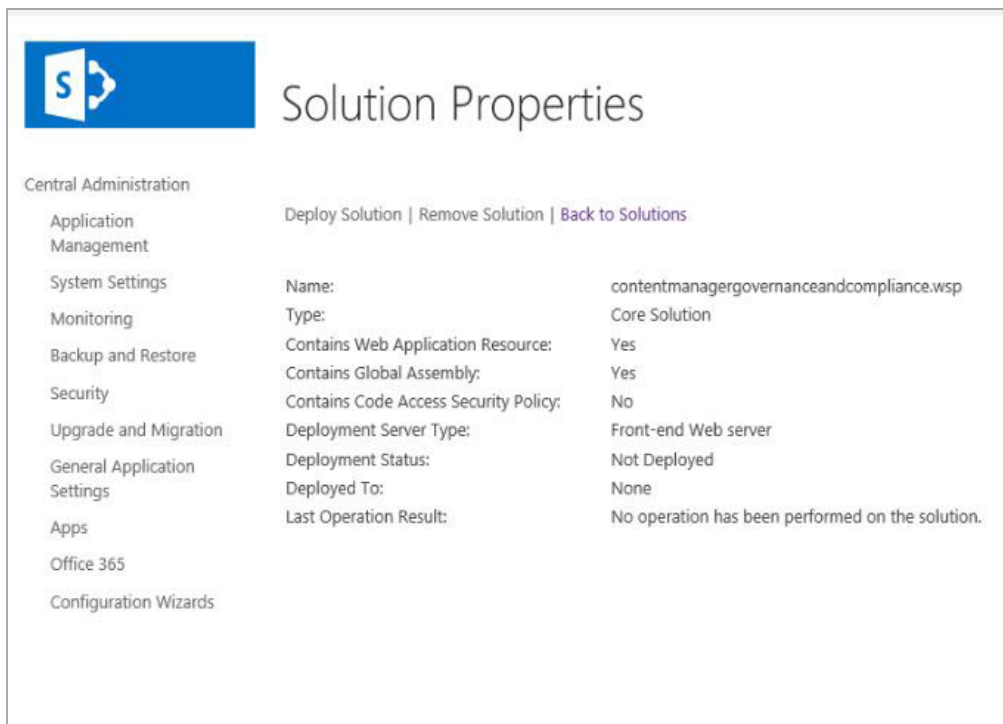 S
Solution Properties
Central Administration
Application
Management
System Settings
Monitoring
Backup and Restore
Security
Upgrade and Migration
General Application
Settings
Apps
Office 365
Configuration Wizards
Deploy Solution | Remove Solution | Back to Solutions
Name: contentmanagergovernanceandcompliance.wsp
Type: Core Solution
Contains Web Application Resource: Yes
Contains Global Assembly: Yes
Contains Code Access Security Policy: No
Deployment Server Type: Front-end Web server
Deployment Status: Not Deployed
Deployed To: None
Last Operation Result: No operation has been performed on the solution.